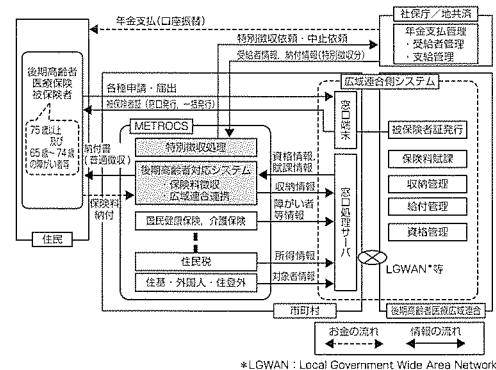 社保庁／地共済
年金支払(口座振替)
年金支払管理
・受給者管理
・支給管理
特別徴収依頼・中止依頼
受給者情報、納付情報(特別徴収分)
後期高齢者
医療保険
被保険者
75歳以上
及び
65歳～74歳
の障がい者等
各種申請・届出
被保険者証(窓口発行、一括発行)
納付書
(普通徴収)
保険料
納付
住民
METROCS
特別徴収処理
後期高齢者対応システム
・保険料徴収
・広域連合連携
国民健康保険、介護保険
住民税
住基・外国人・住登外
資格情報、
賦課情報
収納情報
障がい者
等情報
所得情報
対象者情報
広域連合側システム
窓口端末
窓口処理サーバ
被保険者証発行
保険料賦課
収納管理
給付管理
資格管理
LGWAN*等
市町村
後期高齢者医療広域連合
お金の流れ
情報の流れ
*LGWAN：Local Government Wide Area Network